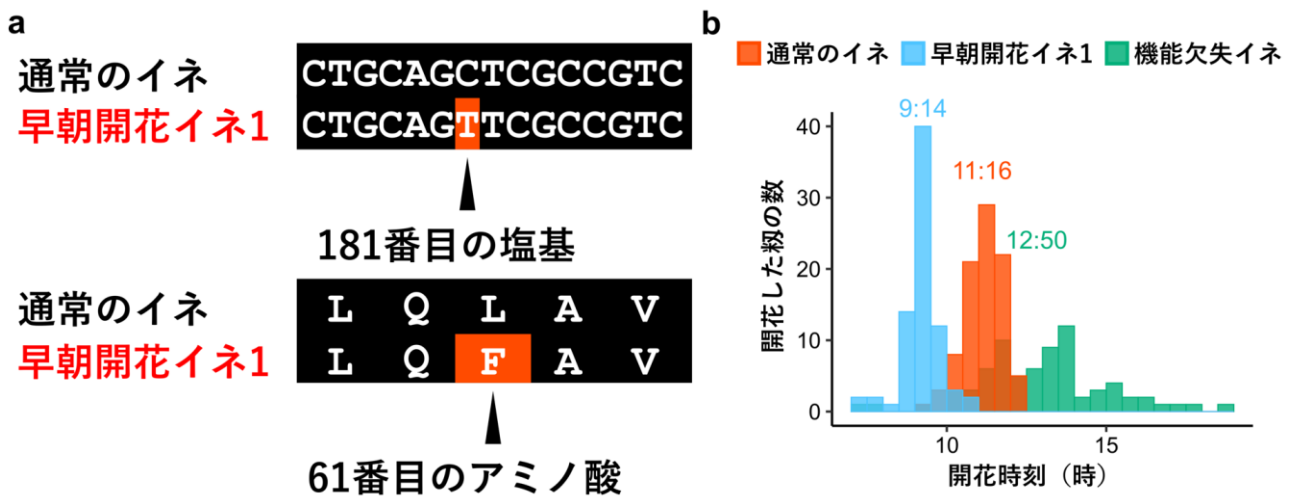 a
通常のイネ
CTGCAGCTCGCCGTC
早朝開花イネ1
CTGCAGTTCGCCGTC
181番目の塩基
通常のイネ
L Q L A V
早朝開花イネ1
L Q F A V
61番目のアミノ酸
b
通常のイネ 早朝開花イネ1 機能欠失イネ
9:14
11:16
12:50
開花した籾の数
40
30
20
10
0
10 15
開花時刻（時）